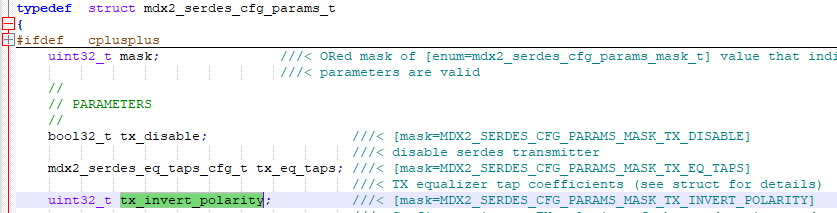 typedef struct mdx2_serdes_cfg_params_t
{
#ifdef cplusplus
uint32_t mask; ///< ORed mask of [enum=mdx2_serdes_cfg_params_mask_t] value that indi
///< parameters are valid
//
// PARAMETERS
//
bool32_t tx_disable; ///< [mask=MDX2_SERDES_CFG_PARAMS_MASK_TX_DISABLE]
///< disable serdes transmitter
mdx2_serdes_eq_taps_cfg_t tx_eq_taps; ///< [mask=MDX2_SERDES_CFG_PARAMS_MASK_TX_EQ_TAPS]
///< TX equalizer tap coefficients (see struct for details)
uint32_t tx_invert_polarity; ///< [mask=MDX2_SERDES_CFG_PARAMS_MASK_TX_INVERT_POLARITY]